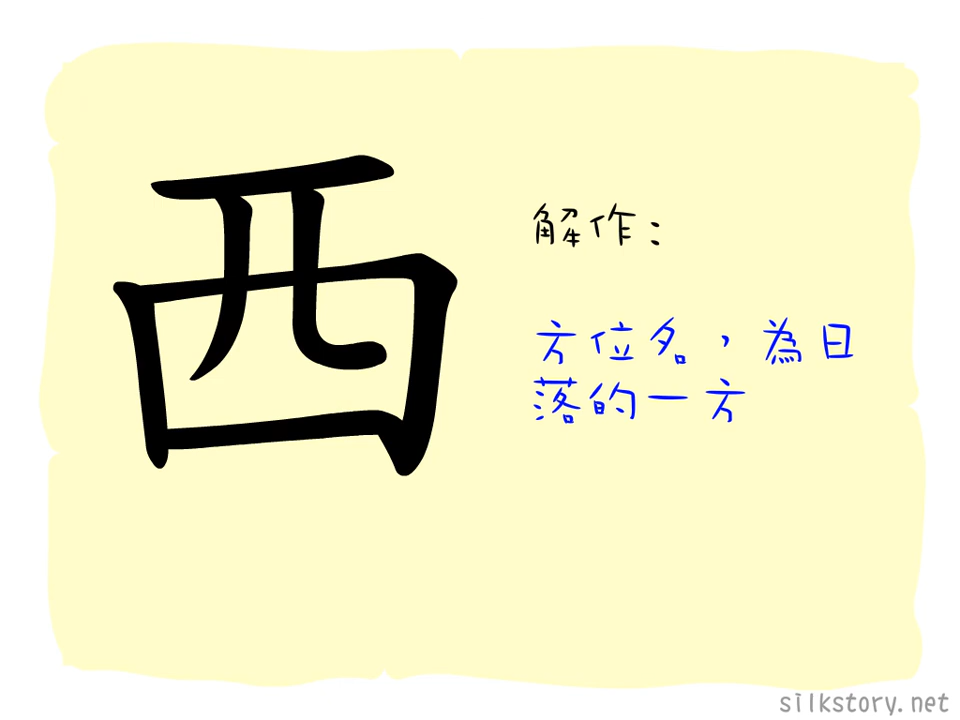 西
解作：
方位名，為日
落的一方
silkstory.net